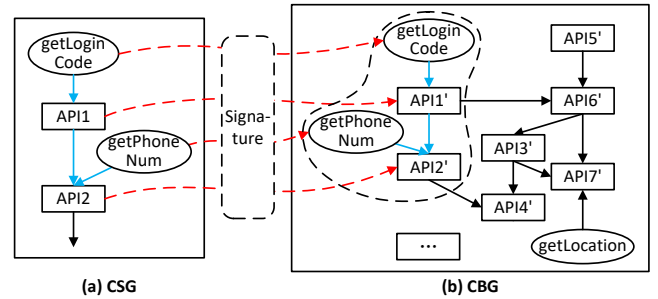 getLogin
Code
API1
getPhone
Num
API2
(a) CSG
Signa-
ture
getLogin
Code
API1'
getPhone
Num
API2'
API5'
API6'
API3'
API7'
API4'
getLocation
...
(b) CBG